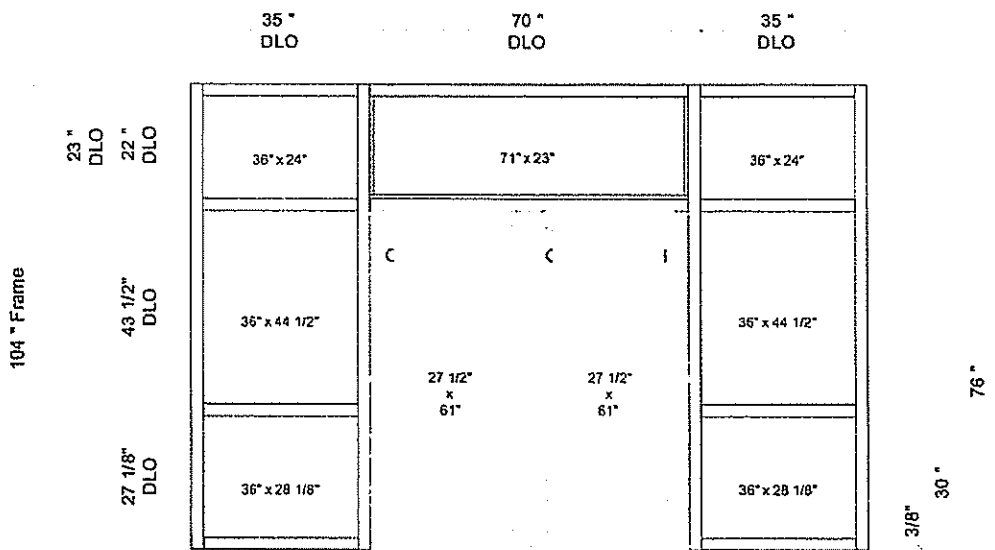 35 "
DLO
70 "
DLO
35 "
DLO
23 "
DLO
22 "
DLO
36" x 24"
71" x 23"
36" x 24"
104 " Frame
43 1/2"
DLO
36" x 44 1/2"
27 1/2"
x
61"
27 1/2"
x
61"
36" x 44 1/2"
76 "
27 1/8"
DLO
36" x 28 1/8"
36" x 28 1/8"
30 "
3/8"